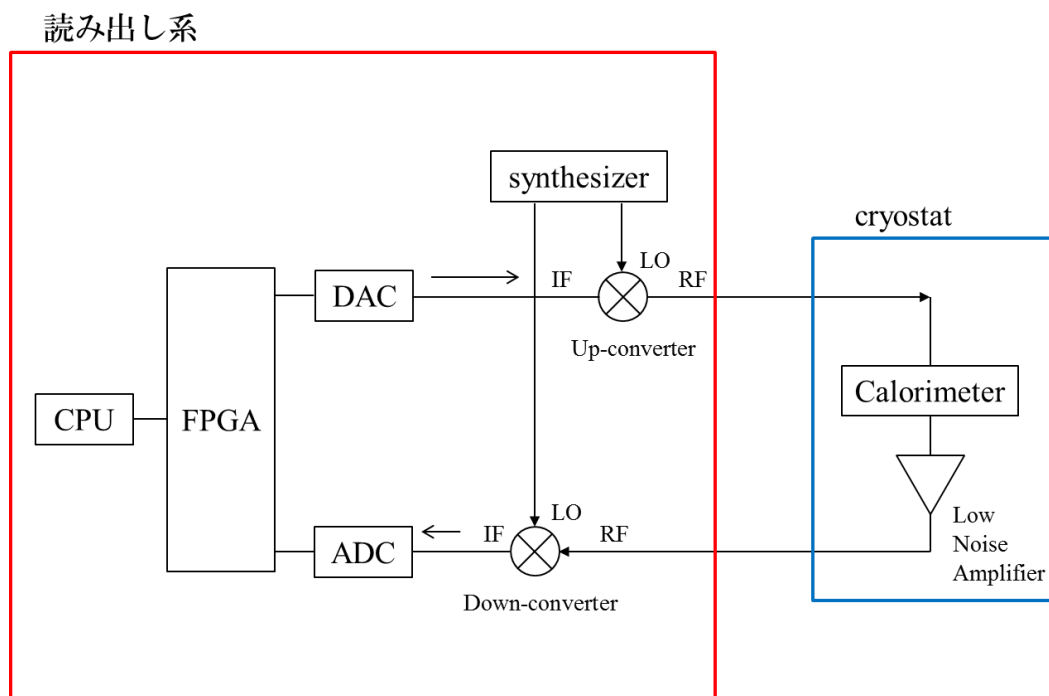 読み出し系
synthesizer
cryostat
LO
DAC
IF
RF
Up-converter
Calorimeter
CPU
FPGA
LO
Low
Noise
Amplifier
ADC
IF
RF
Down-converter